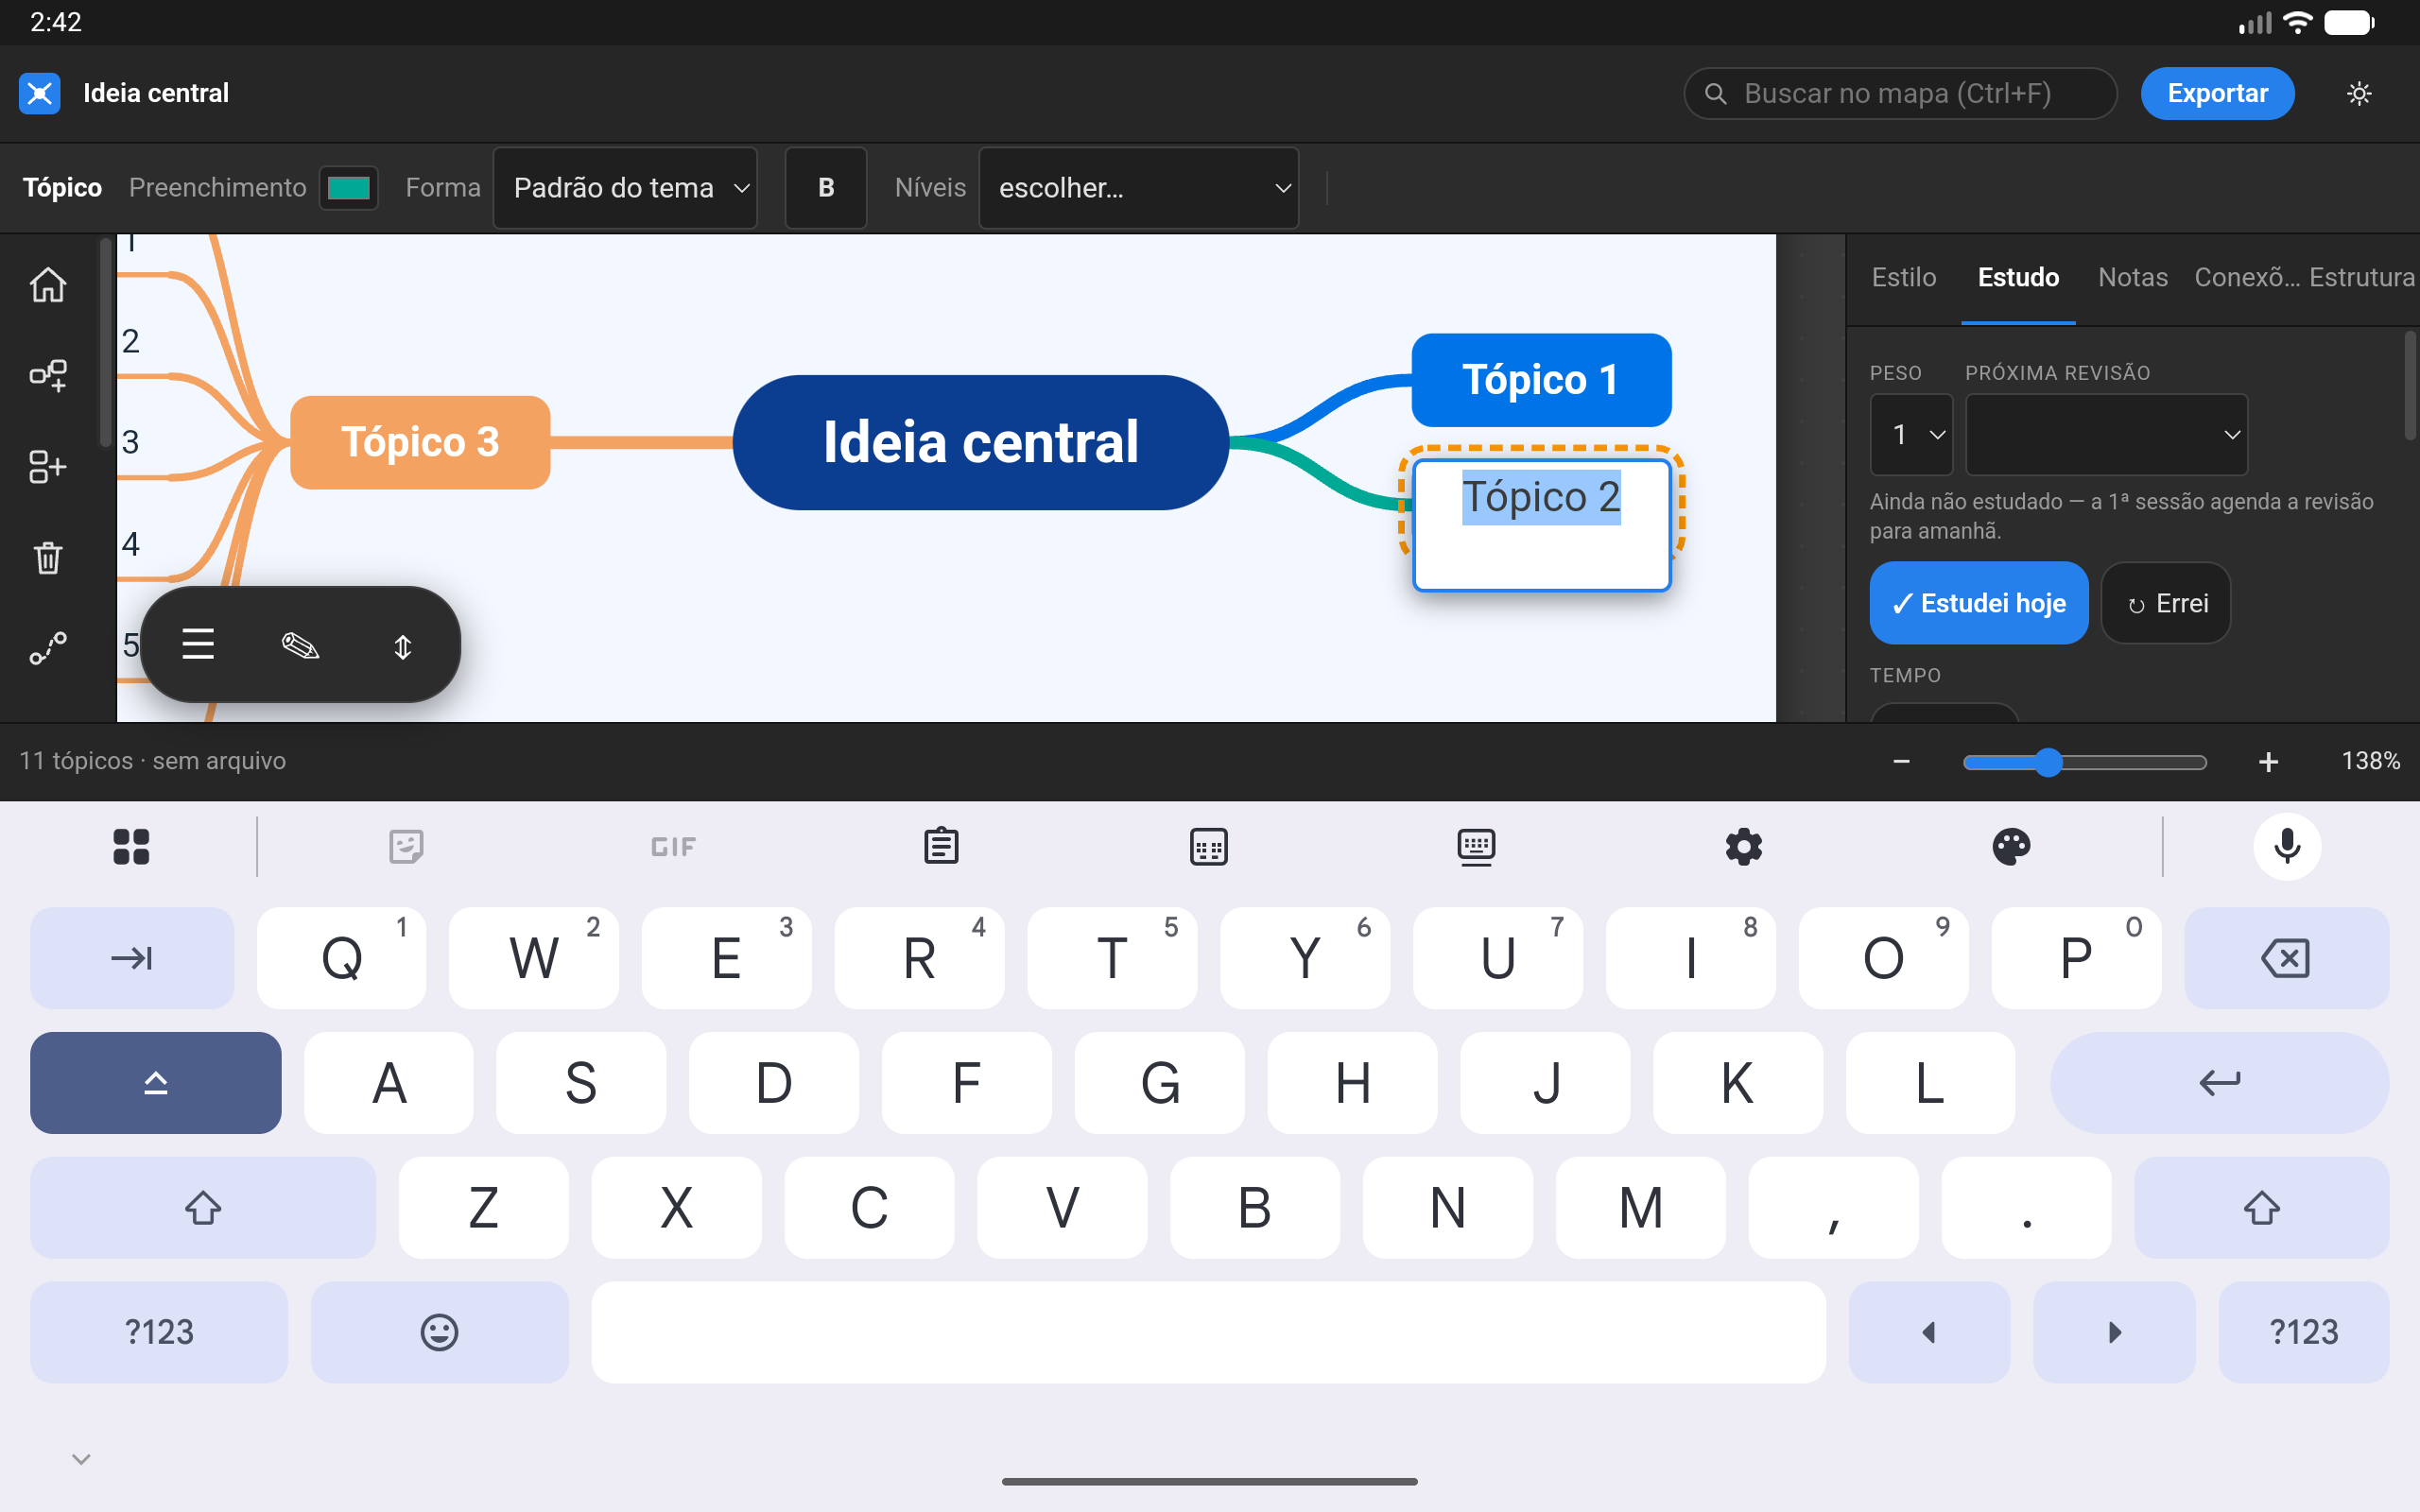 2:42
Ideia central
Buscar no mapa (Ctrl+F)
Exportar
Tópico
Preenchimento
Forma
Padrão do tema
B
Níveis
escolher...
1
2
3
4
5
Tópico 3
Ideia central
Tópico 1
Tópico 2
Estilo
Estudo
Notas
Conexõ...
Estrutura
PESO
PRÓXIMA REVISÃO
1
Ainda não estudado — a 1ª sessão agenda a revisão
para amanhã.
✓ Estudei hoje
↻ Errei
TEMPO
11 tópicos · sem arquivo
−
+
138%
GIF
Q 1 W 2 E 3 R 4 T 5 Y 6 U 7 I 8 O 9 P 0
A S D F G H J K L
Z X C V B N M , .
?123
?123